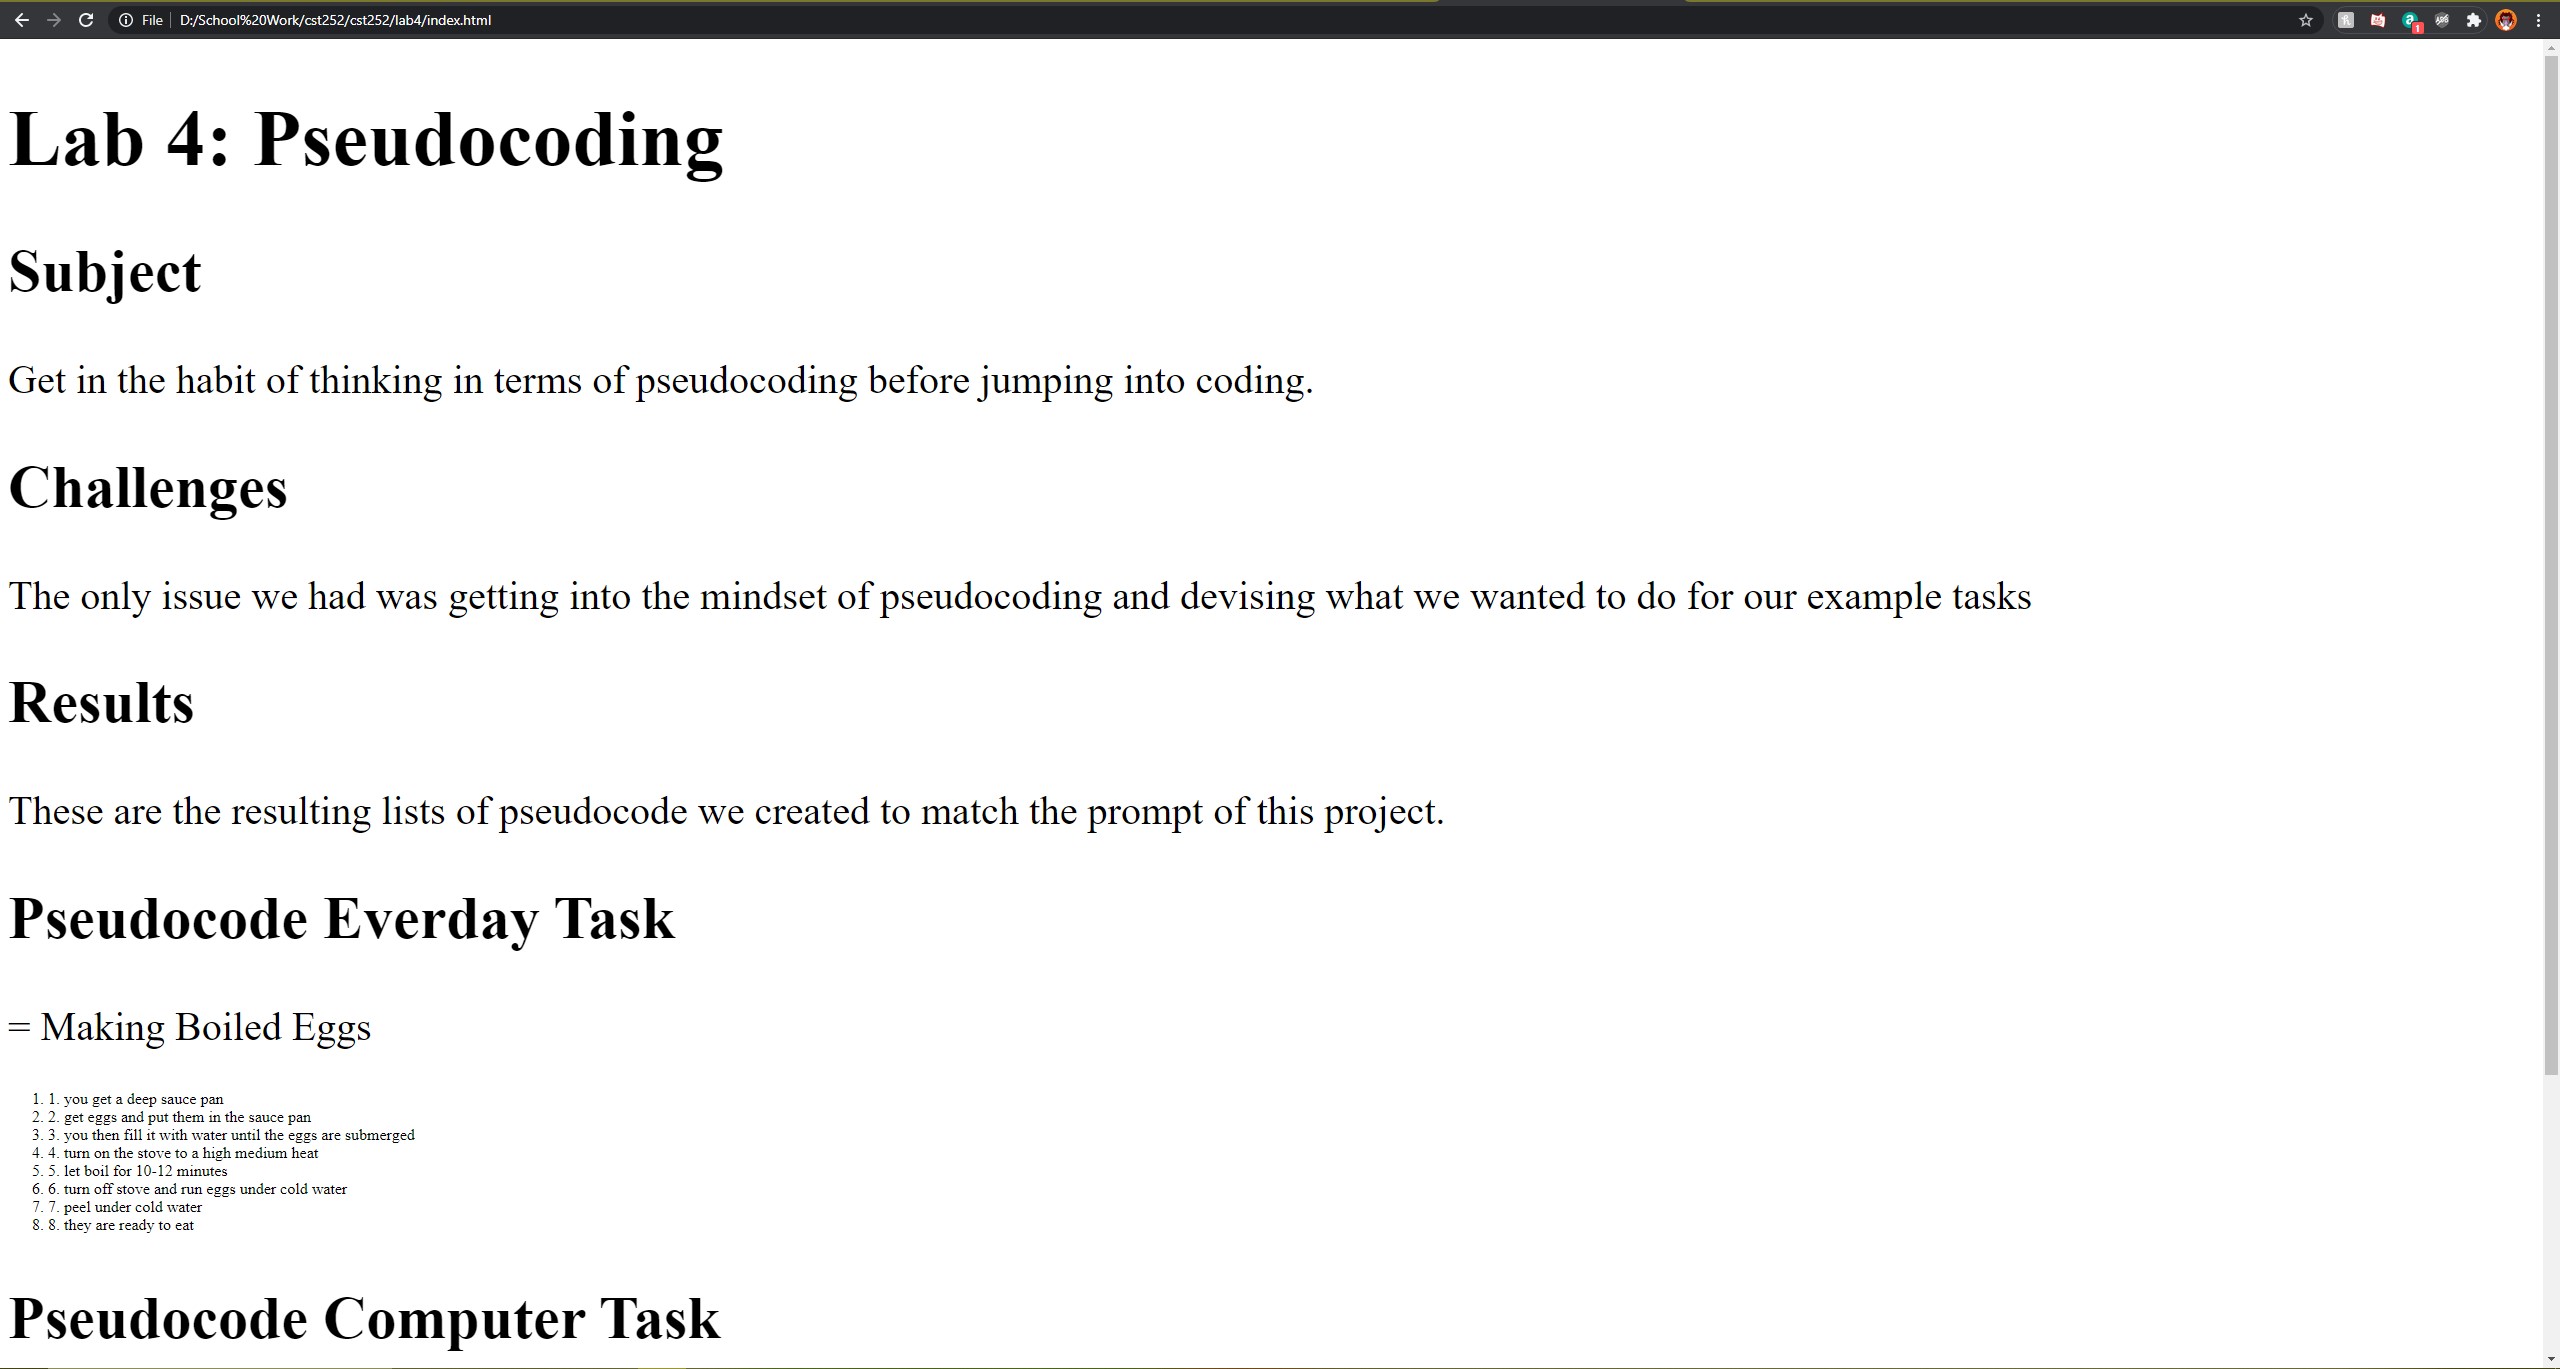 File D:/School%20Work/cst252/cst252/lab4/index.html
1
Lab 4: Pseudocoding
Subject
Get in the habit of thinking in terms of pseudocoding before jumping into coding.
Challenges
The only issue we had was getting into the mindset of pseudocoding and devising what we wanted to do for our example tasks
Results
These are the resulting lists of pseudocode we created to match the prompt of this project.
Pseudocode Everday Task
= Making Boiled Eggs
1. 1. you get a deep sauce pan
2. 2. get eggs and put them in the sauce pan
3. 3. you then fill it with water until the eggs are submerged
4. 4. turn on the stove to a high medium heat
5. 5. let boil for 10-12 minutes
6. 6. turn off stove and run eggs under cold water
7. 7. peel under cold water
8. 8. they are ready to eat
Pseudocode Computer Task